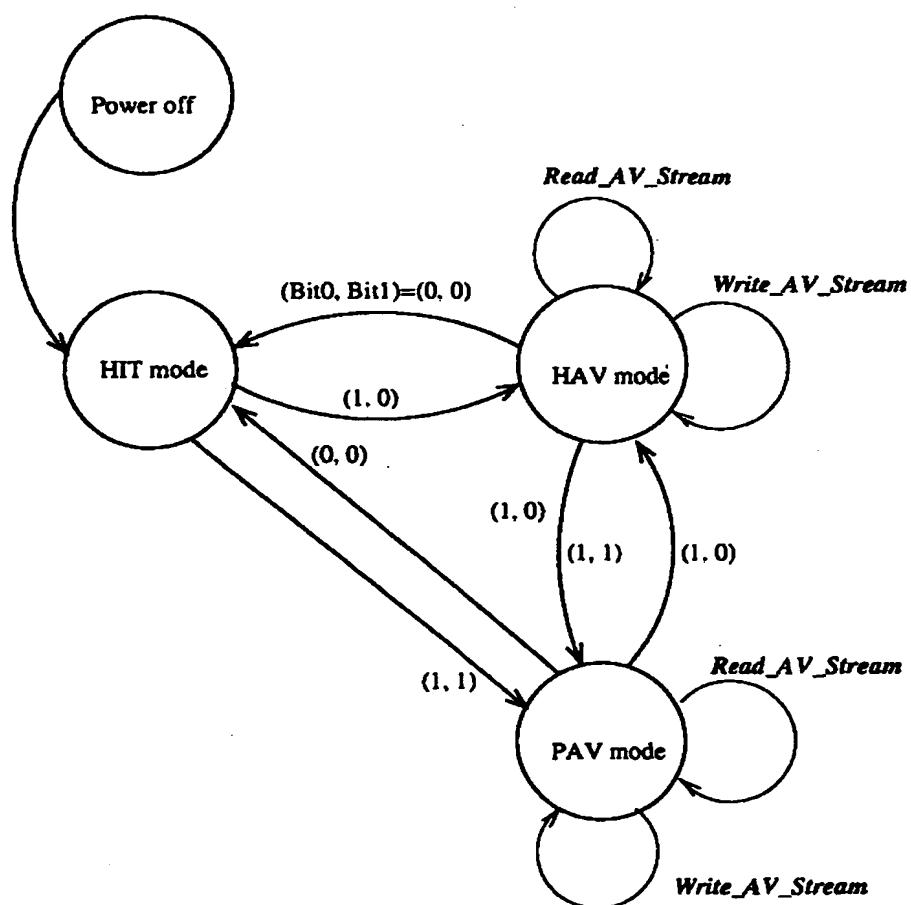 Power off
Read_AV_Stream
(Bit0, Bit1)=(0, 0)
Write_AV_Stream
HIT mode
HAV mode
(1, 0)
(0, 0)
(1, 0)
(1, 1)
(1, 0)
(1, 1)
Read_AV_Stream
PAV mode
Write_AV_Stream